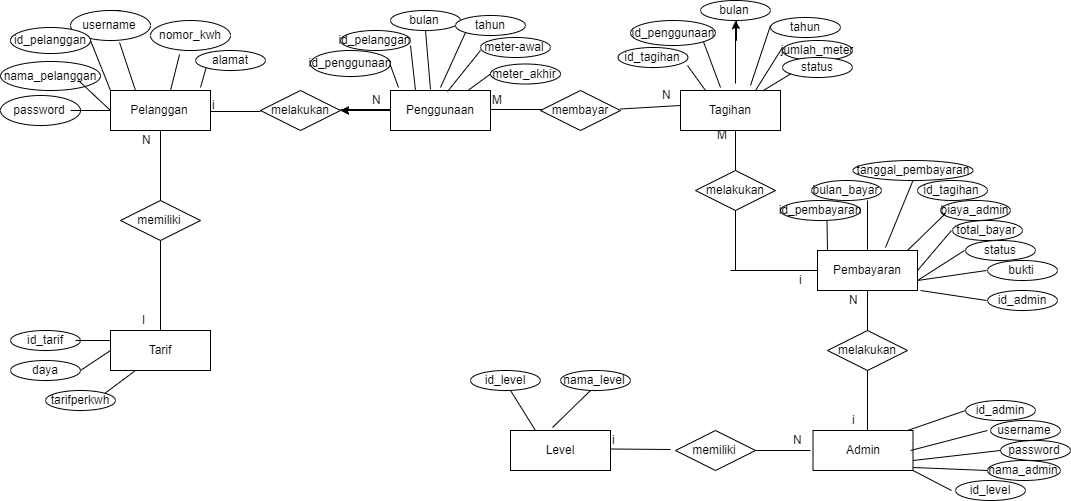 bulan
username
bulan
tahun
tahun
id_pelanggan
nomor_kwh
id_pelanggan
id_penggunaan
meter-awal
jumlah_meter
alamat
id_penggunaan
id_tagihan
status
nama_pelanggan
meter_akhir
password
Pelanggan
i
melakukan
N
Penggunaan
M
membayar
N
Tagihan
N
M
memiliki
melakukan
tanggal_pembayaran
bulan_bayar
id_tagihan
id_pembayaran
biaya_admin
total_bayar
status
Pembayaran
bukti
i
N
id_admin
I
id_tarif
Tarif
daya
tarifperkwh
melakukan
id_level
nama_level
i
id_admin
username
Level
i
memiliki
N
Admin
password
nama_admin
id_level